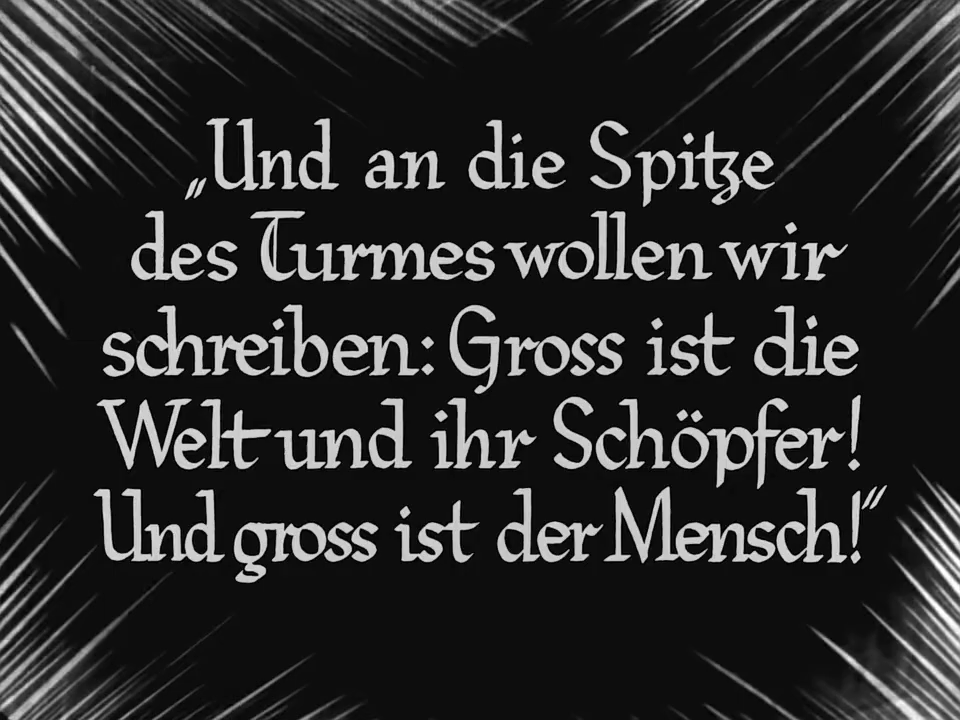 „Und an die Spitze
des Turmes wollen wir
schreiben: Gross ist die
Welt und ihr Schöpfer!
Und gross ist der Mensch!“